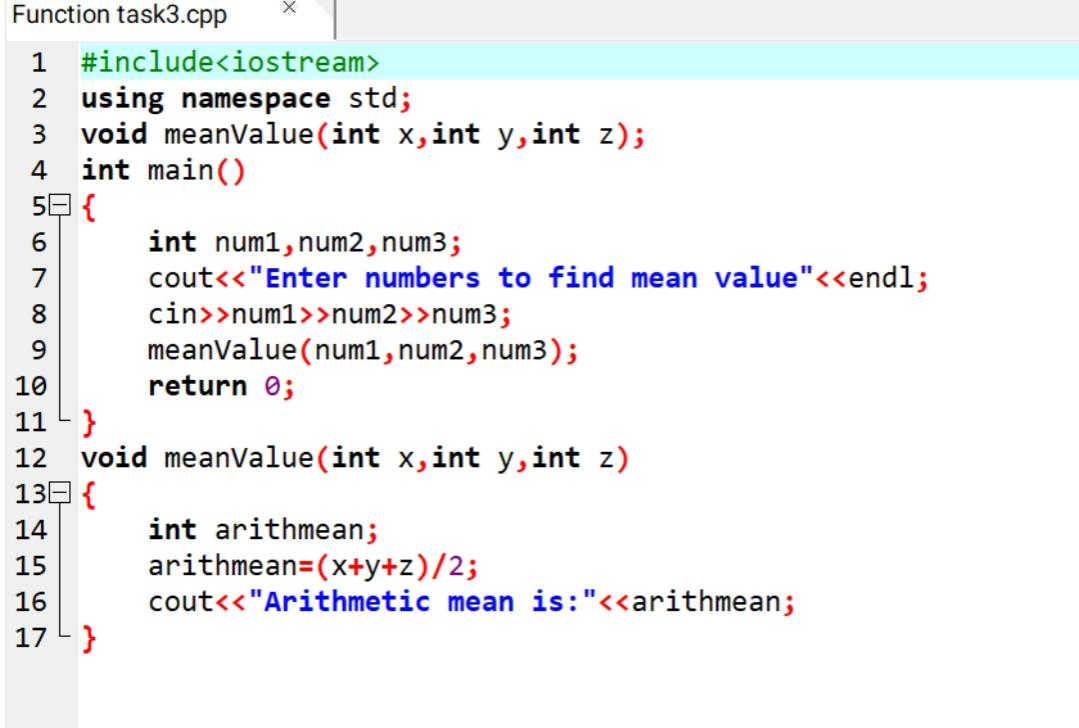 Function task3.cpp ×
1 #include<iostream>
2 using namespace std;
3 void meanValue(int x,int y,int z);
4 int main()
5 {
6 int num1,num2,num3;
7 cout<<"Enter numbers to find mean value"<<endl;
8 cin>>num1>>num2>>num3;
9 meanValue(num1,num2,num3);
10 return 0;
11 }
12 void meanValue(int x,int y,int z)
13 {
14 int arithmean;
15 arithmean=(x+y+z)/2;
16 cout<<"Arithmetic mean is:"<<arithmean;
17 }